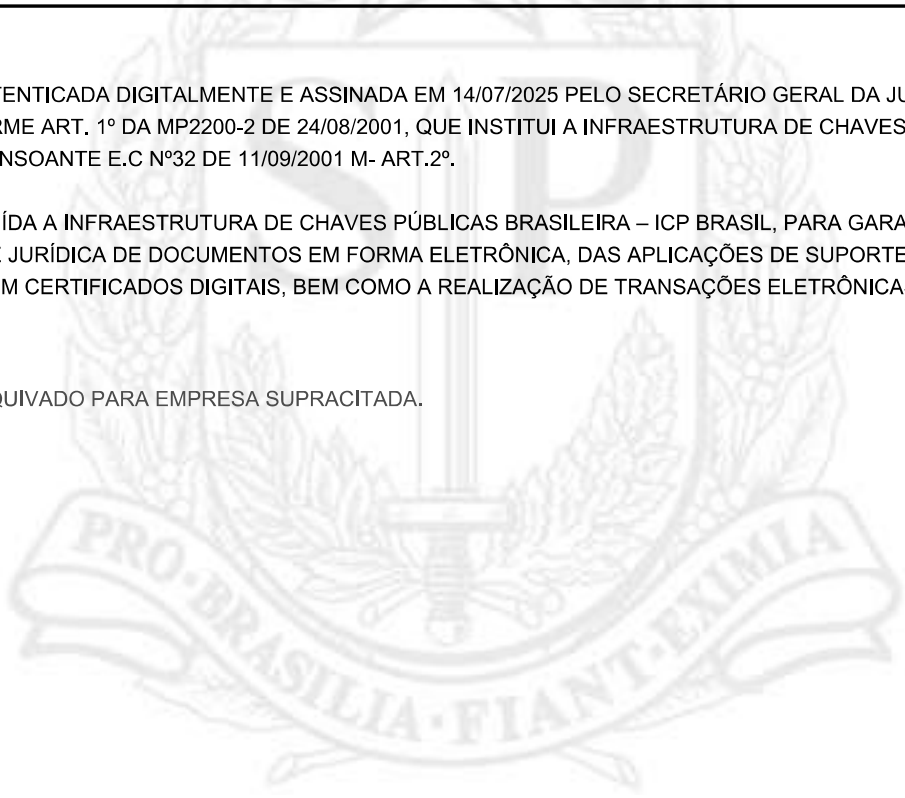 TENTICADA DIGITALMENTE E ASSINADA EM 14/07/2025 PELO SECRETÁRIO GERAL DA JU
RME ART. 1º DA MP2200-2 DE 24/08/2001, QUE INSTITUI A INFRAESTRUTURA DE CHAVES
NSOANTE E.C Nº32 DE 11/09/2001 M- ART.2º.
ÍDA A INFRAESTRUTURA DE CHAVES PÚBLICAS BRASILEIRA – ICP BRASIL, PARA GARA
E JURÍDICA DE DOCUMENTOS EM FORMA ELETRÔNICA, DAS APLICAÇÕES DE SUPORTE
M CERTIFICADOS DIGITAIS, BEM COMO A REALIZAÇÃO DE TRANSAÇÕES ELETRÔNICAS
QUIVADO PARA EMPRESA SUPRACITADA.
SP
PRO·BRASILIA·FIANT·EXIMIA